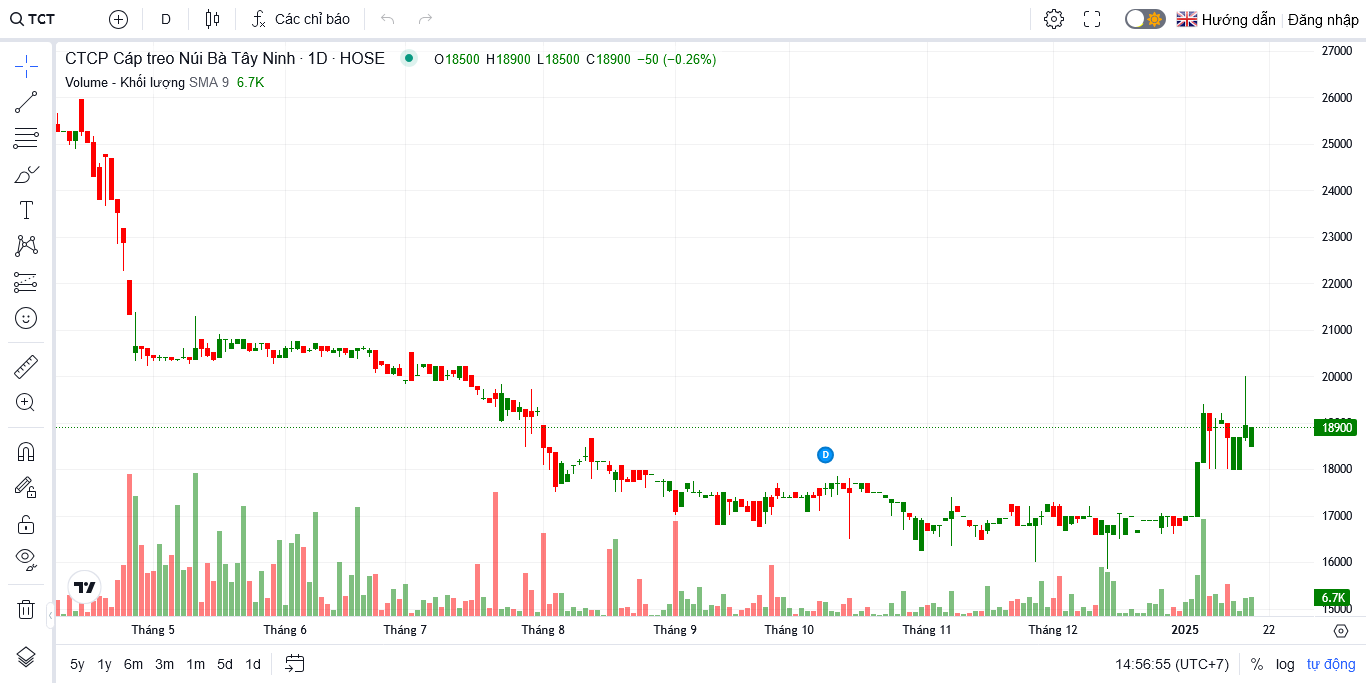 TCT
D
Các chỉ báo
Hướng dẫn
Đăng nhập
CTCP Cáp treo Núi Bà Tây Ninh · 1D · HOSE
O18500 H18900 L18500 C18900 −50 (−0.26%)
Volume - Khối lượng SMA 9 6.7K
27000
26000
25000
24000
23000
22000
21000
20000
18900
18000
17000
16000
15000
6.7K
D
Tháng 5
Tháng 6
Tháng 7
Tháng 8
Tháng 9
Tháng 10
Tháng 11
Tháng 12
2025
22
5y 1y 6m 3m 1m 5d 1d
14:56:55 (UTC+7)
% log tự động